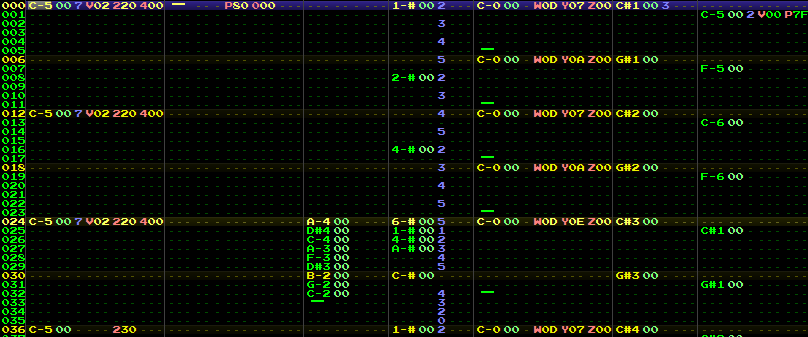 000 C-5 00 7 V02 220 400 P80 000 1-# 00 2 C-0 00 W0D Y07 Z00 C#1 00 3
001 C-5 00 2 V00 P7F
002 3
003
004 4
005
006 5 C-0 00 W0D Y0A Z00 G#1 00
007 F-5 00
008 2-# 00 2
009 3
010
011 3
012 C-5 00 7 V02 220 400 4 C-0 00 W0D Y07 Z00 C#2 00
013 C-6 00
014 5
015
016 4-# 00 2
017
018 3 C-0 00 W0D Y0A Z00 G#2 00
019 F-6 00
020 4
021
022 5
023
024 C-5 00 7 V02 220 400 A-4 00 6-# 00 5 C-0 00 W0D Y0E Z00 C#3 00
025 D#4 00 1-# 00 1 C#1 00
026 C-4 00 4-# 00 2
027 A-3 00 C-# 00 3
028 F-3 00 4
029 D#3 00 5
030 B-2 00 C-# 00 G#3 00
031 G-2 00 G#1 00
032 C-2 00 4
033 3
034 2
035 0
036 C-5 00 230 1-# 00 2 C-0 00 W0D Y07 Z00 C#4 00